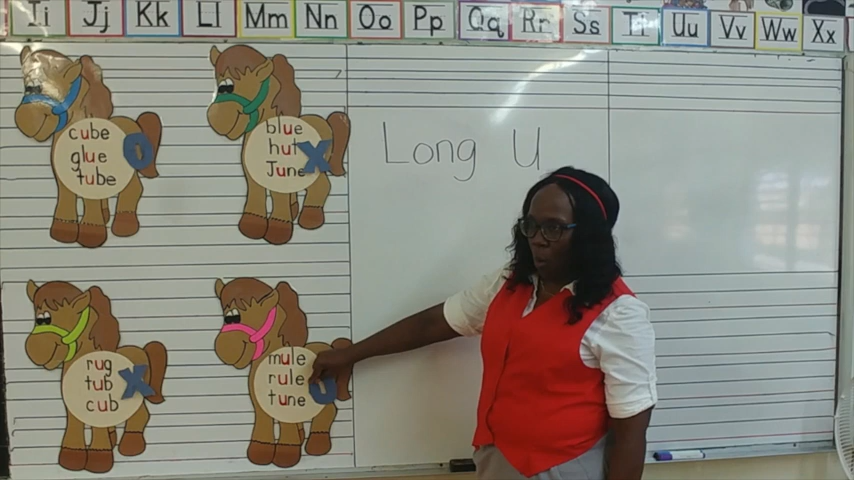 Ii Jj Kk Ll Mm Nn Oo Pp Qq Rr Ss Tt Uu Vv Ww Xx
cube
glue
tube
O
blue
hut
June
X
Long U
rug
tub
cub
X
mule
rule
tune